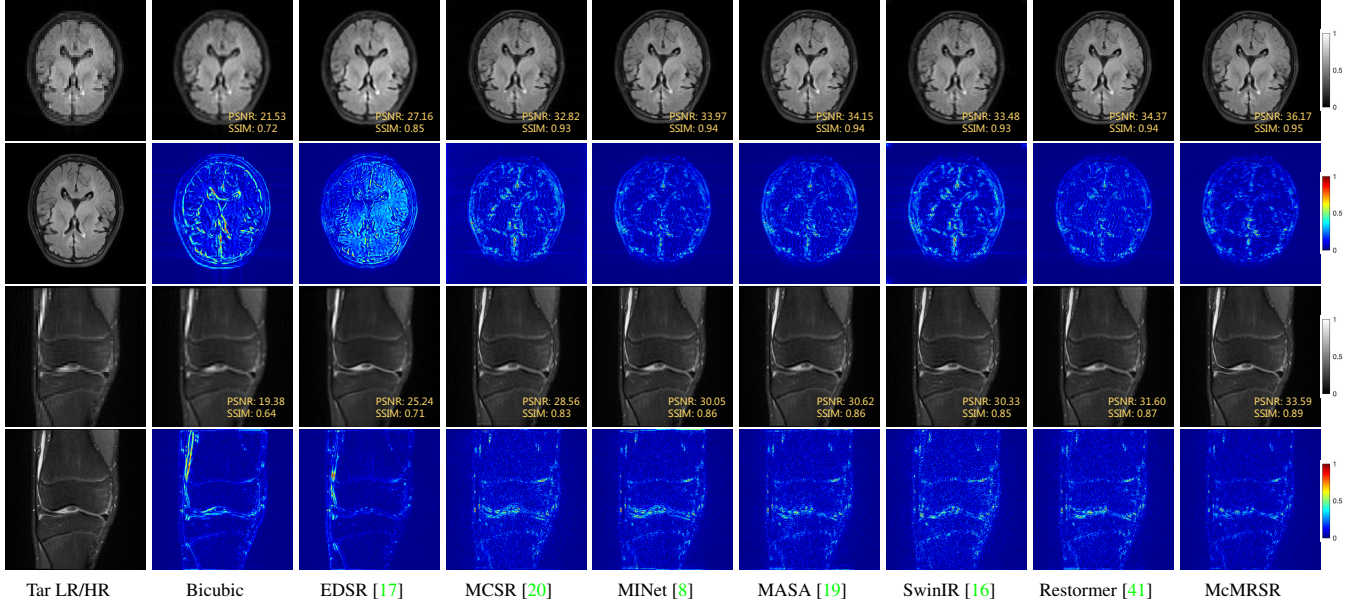 PSNR: 21.53
SSIM: 0.72
PSNR: 27.16
SSIM: 0.85
PSNR: 32.82
SSIM: 0.93
PSNR: 33.97
SSIM: 0.94
PSNR: 34.15
SSIM: 0.94
PSNR: 33.48
SSIM: 0.93
PSNR: 34.37
SSIM: 0.94
PSNR: 36.17
SSIM: 0.95
1
0.5
0
1
0.5
0
PSNR: 19.38
SSIM: 0.64
PSNR: 25.24
SSIM: 0.71
PSNR: 28.56
SSIM: 0.83
PSNR: 30.05
SSIM: 0.86
PSNR: 30.62
SSIM: 0.86
PSNR: 30.33
SSIM: 0.85
PSNR: 31.60
SSIM: 0.87
PSNR: 33.59
SSIM: 0.89
1
0.5
0
1
0.5
0
Tar LR/HR
Bicubic
EDSR [17]
MCSR [20]
MINet [8]
MASA [19]
SwinIR [16]
Restormer [41]
McMRSR